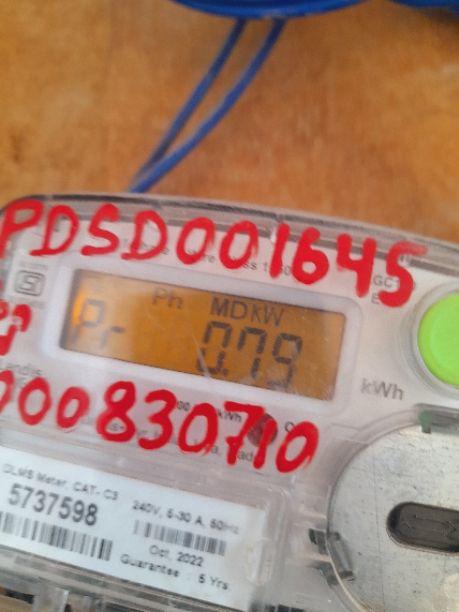 PDSD001645
Ph MDkW
Pr 0.79
kWh
000830710
DLMS Meter, CAT- C3
5737598
240V, 5-30 A, 50Hz
Oct, 2022
Guarantee : 5 Yrs